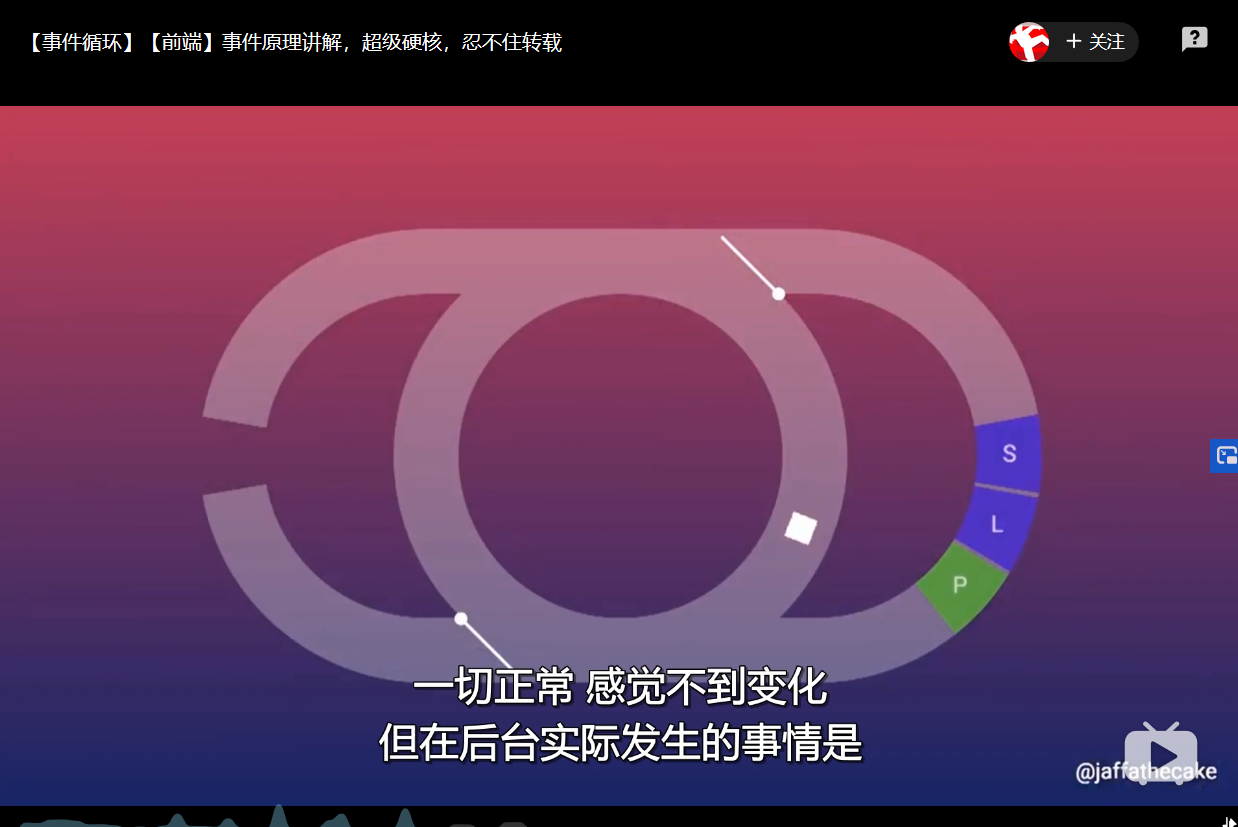 【事件循环】【前端】事件原理讲解，超级硬核，忍不住转载
+ 关注
S
L
P
一切正常 感觉不到变化
但在后台实际发生的事情是
@jaffathecake